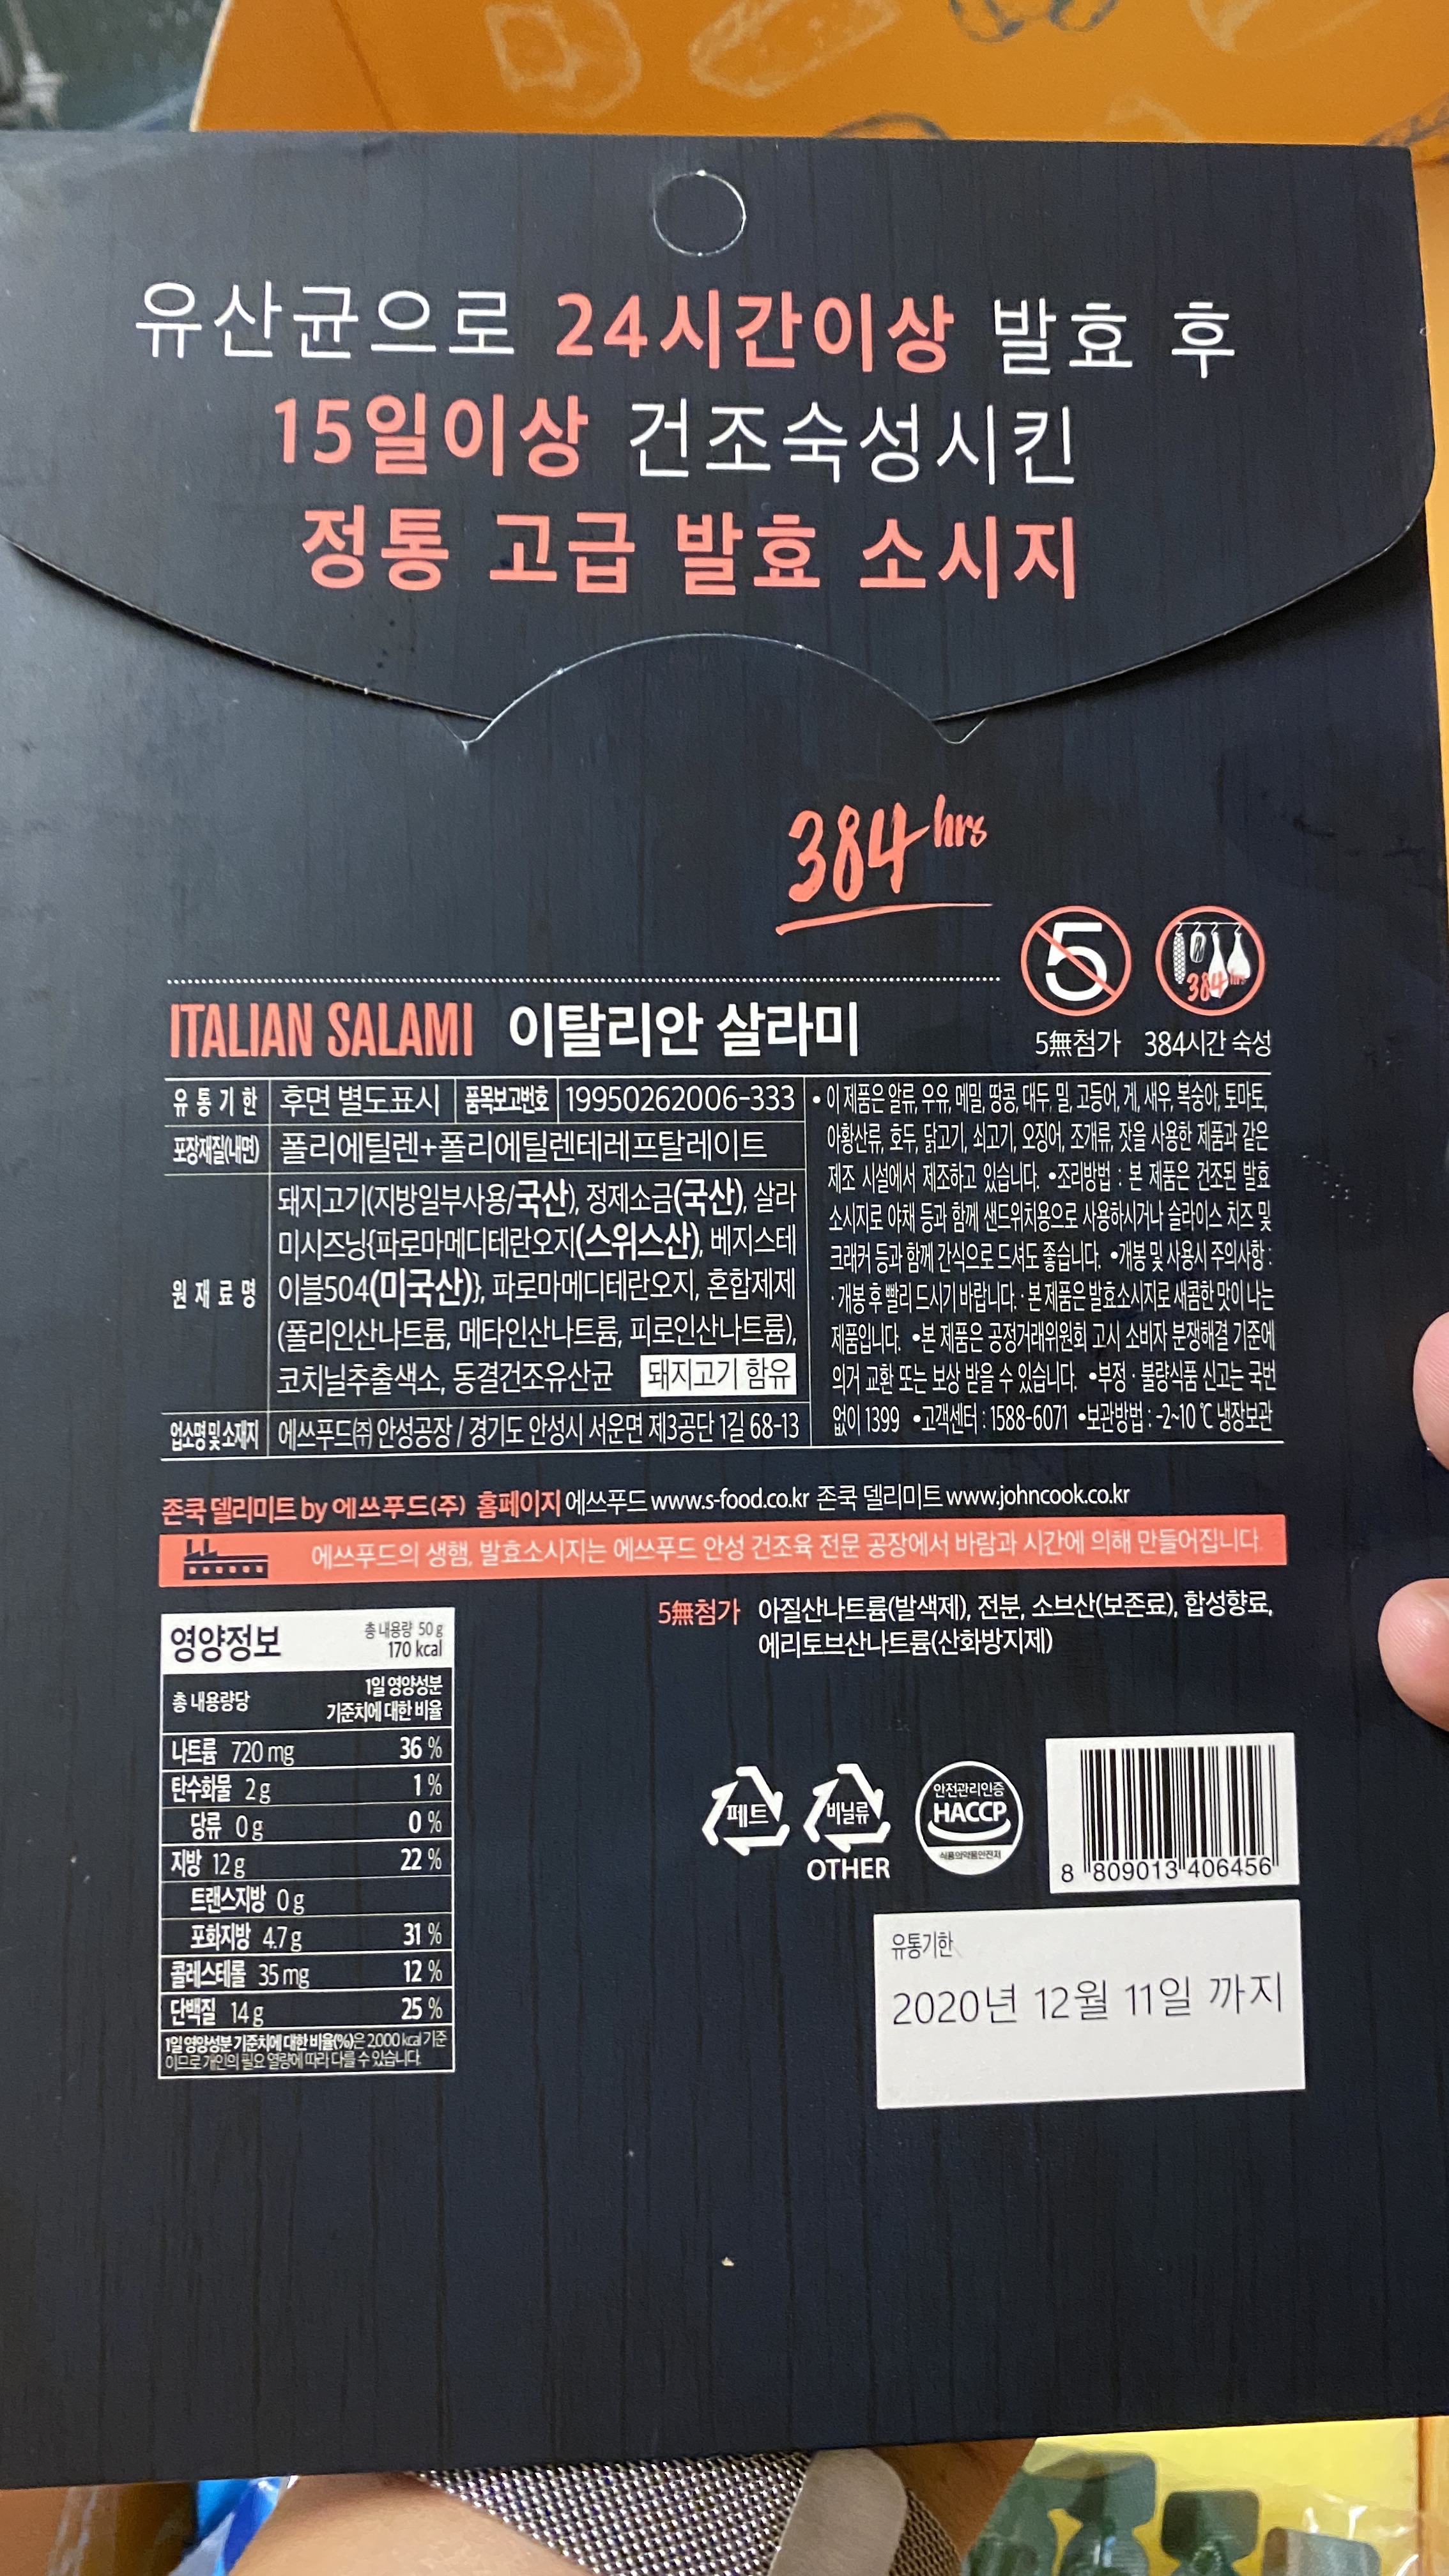 유산균으로 24시간이상 발효 후
15일이상 건조숙성시킨
정통 고급 발효 소시지
384 hrs
5
384 hrs
5無첨가
384시간 숙성
ITALIAN SALAMI 이탈리안 살라미
유통기한 후면 별도표시 품목보고번호 19950262006-333
포장재질(내면) 폴리에틸렌+폴리에틸렌테레프탈레이트
원재료명
돼지고기(지방일부사용/국산), 정제소금(국산), 살라
미시즈닝{파로마메디테란오지(스위스산), 베지스테
이블504(미국산)}, 파로마메디테란오지, 혼합제제
(폴리인산나트륨, 메타인산나트륨, 피로인산나트륨),
코치닐추출색소, 동결건조유산균 돼지고기 함유
업소명 및 소재지 에쓰푸드㈜ 안성공장 / 경기도 안성시 서운면 제3공단 1길 68-13
• 이 제품은 알류, 우유, 메밀, 땅콩, 대두, 밀, 고등어, 게, 새우, 복숭아, 토마토,
아황산류, 호두, 닭고기, 쇠고기, 오징어, 조개류, 잣을 사용한 제품과 같은
제조 시설에서 제조하고 있습니다. •조리방법 : 본 제품은 건조된 발효
소시지로 야채 등과 함께 샌드위치용으로 사용하시거나 슬라이스 치즈 및
크래커 등과 함께 간식으로 드셔도 좋습니다. •개봉 및 사용시 주의사항 :
· 개봉 후 빨리 드시기 바랍니다. · 본 제품은 발효소시지로 새콤한 맛이 나는
제품입니다. •본 제품은 공정거래위원회 고시 소비자 분쟁해결 기준에
의거 교환 또는 보상 받을 수 있습니다. •부정 · 불량식품 신고는 국번
없이 1399 •고객센터 : 1588-6071 •보관방법 : -2~10 ℃ 냉장보관
존쿡 델리미트 by 에쓰푸드(주) 홈페이지 에쓰푸드 www.s-food.co.kr 존쿡 델리미트 www.johncook.co.kr
에쓰푸드의 생햄, 발효소시지는 에쓰푸드 안성 건조육 전문 공장에서 바람과 시간에 의해 만들어집니다.
5無첨가 아질산나트륨(발색제), 전분, 소브산(보존료), 합성향료,
에리토브산나트륨(산화방지제)
영양정보 총 내용량 50 g
170 kcal
총 내용량당 1일 영양성분
기준치에 대한 비율
나트륨 720 mg 36 %
탄수화물 2 g 1 %
당류 0 g 0 %
지방 12 g 22 %
트랜스지방 0 g
포화지방 4.7 g 31 %
콜레스테롤 35 mg 12 %
단백질 14 g 25 %
1일 영양성분 기준치에 대한 비율(%)은 2,000 kcal 기준
이므로 개인의 필요 열량에 따라 다를 수 있습니다.
페트
비닐류
OTHER
안전관리인증
HACCP
식품의약품안전처
8 809013 406456
유통기한
2020년 12월 11일 까지